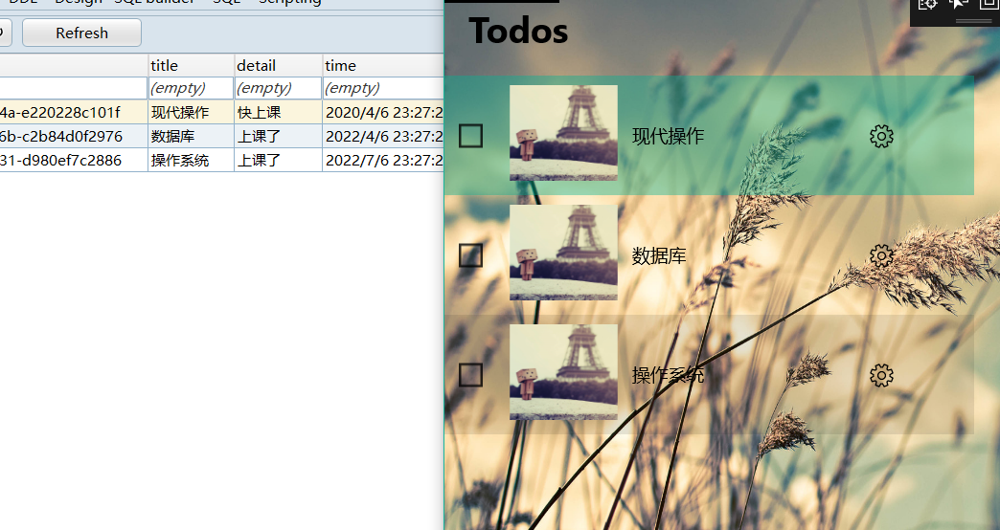 DDL Design SQL builder SQL Scripting
Refresh
title detail time
(empty) (empty) (empty)
4a-e220228c101f 现代操作 快上课 2020/4/6 23:27:2
6b-c2b84d0f2976 数据库 上课了 2022/4/6 23:27:2
31-d980ef7c2886 操作系统 上课了 2022/7/6 23:27:2
Todos
现代操作
数据库
操作系统